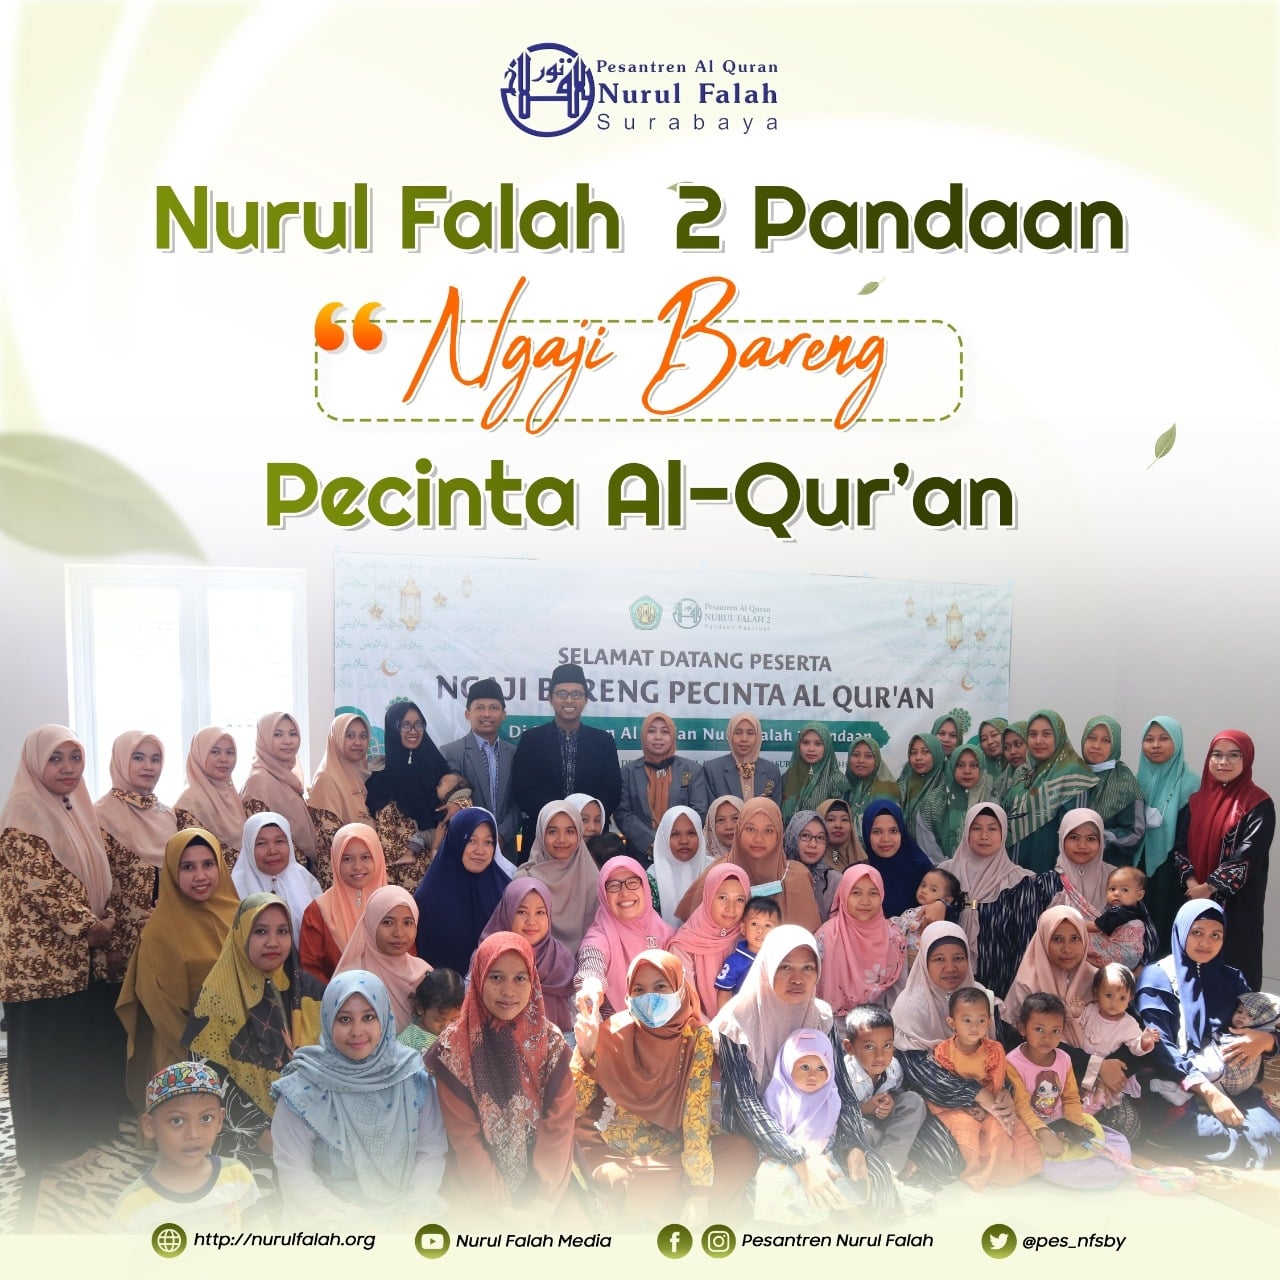 Pesantren Al Quran
Nurul Falah
Surabaya
Nurul Falah 2 Pandaan
“ Ngaji Bareng
Pecinta Al-Qur’an
Pesantren Al Quran
NURUL FALAH 2
SELAMAT DATANG PESERTA
NGAJI BARENG PECINTA AL QUR'AN
http://nurulfalah.org
Nurul Falah Media
Pesantren Nurul Falah
@pes_nfsby